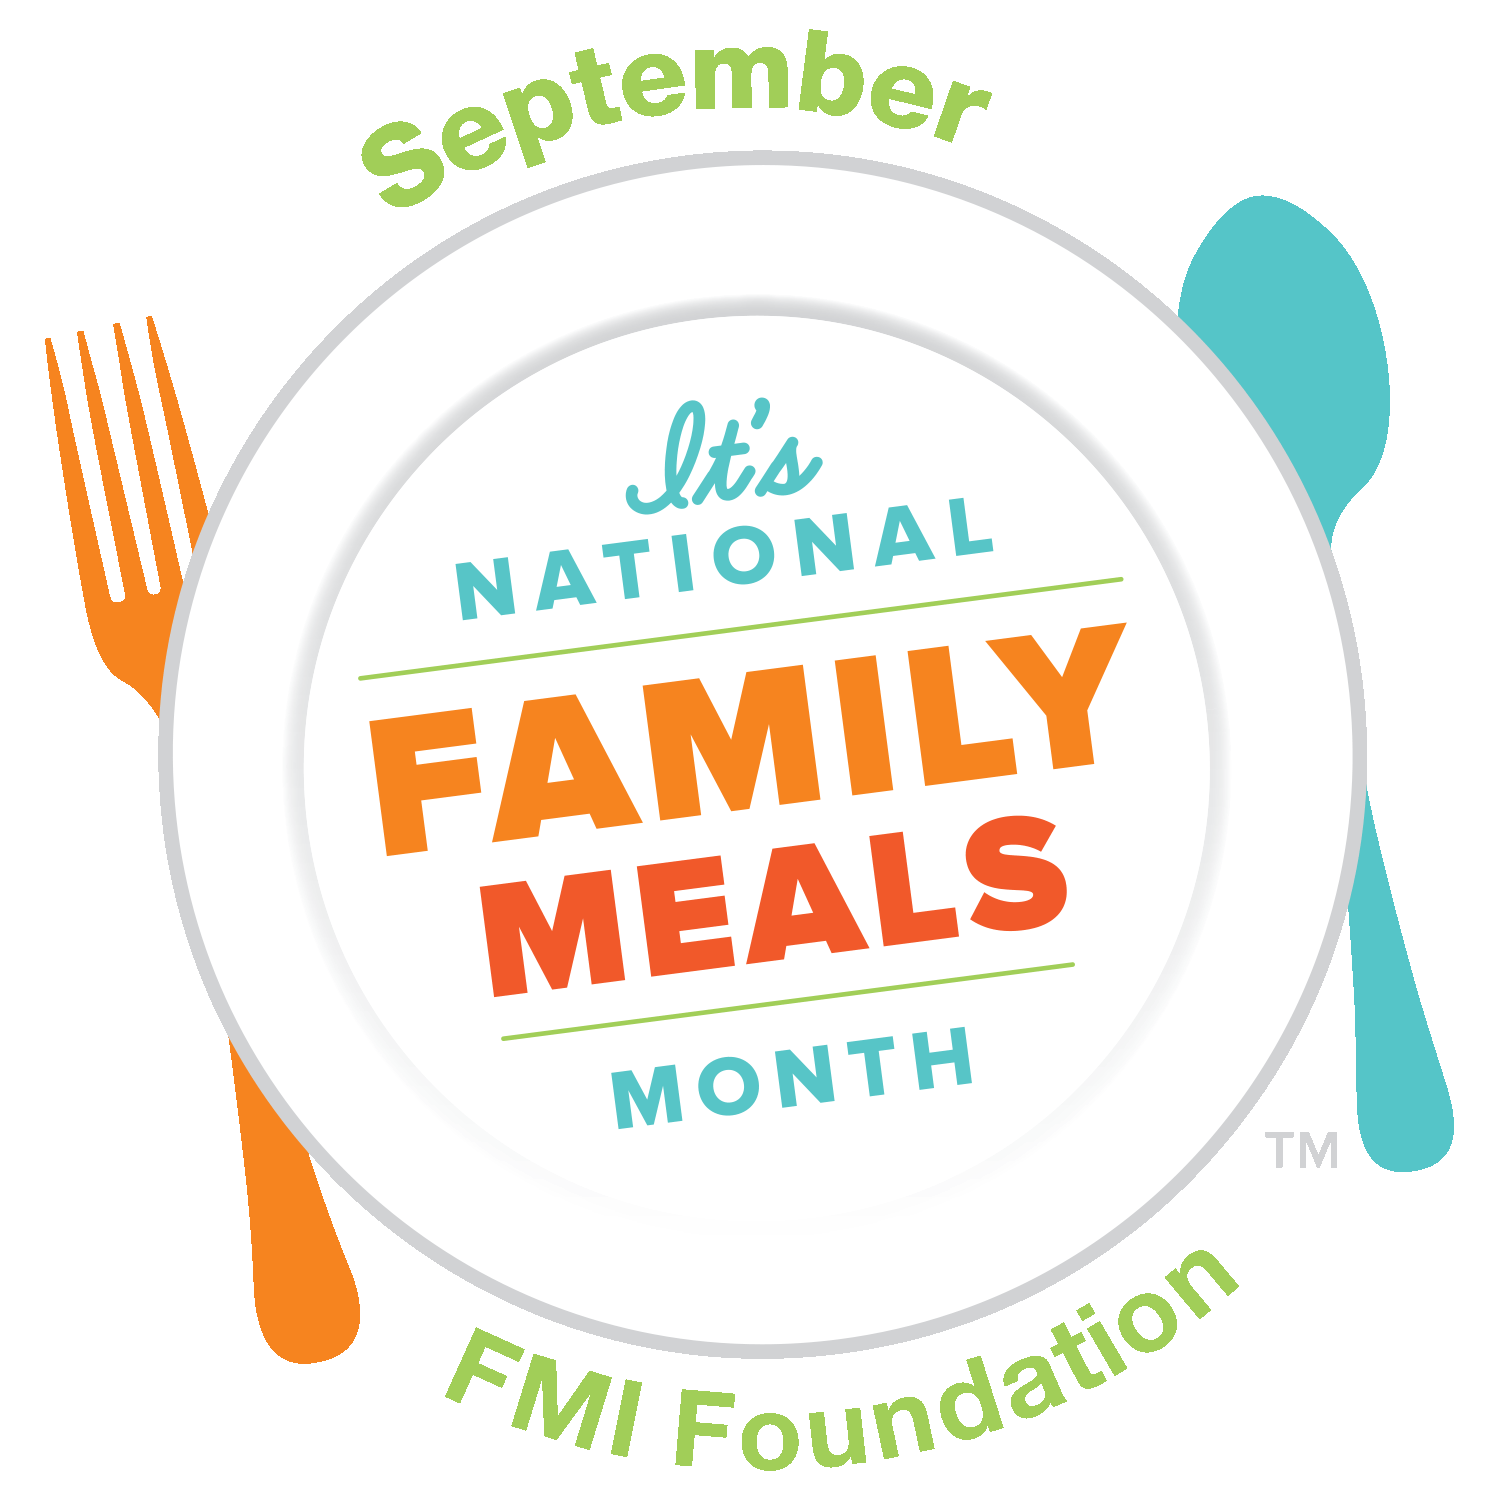 September
It's
NATIONAL
FAMILY
MEALS
MONTH
TM
FMI Foundation